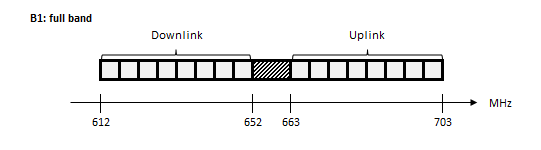 B1: full band
Downlink Uplink
MHz
612 652 663 703